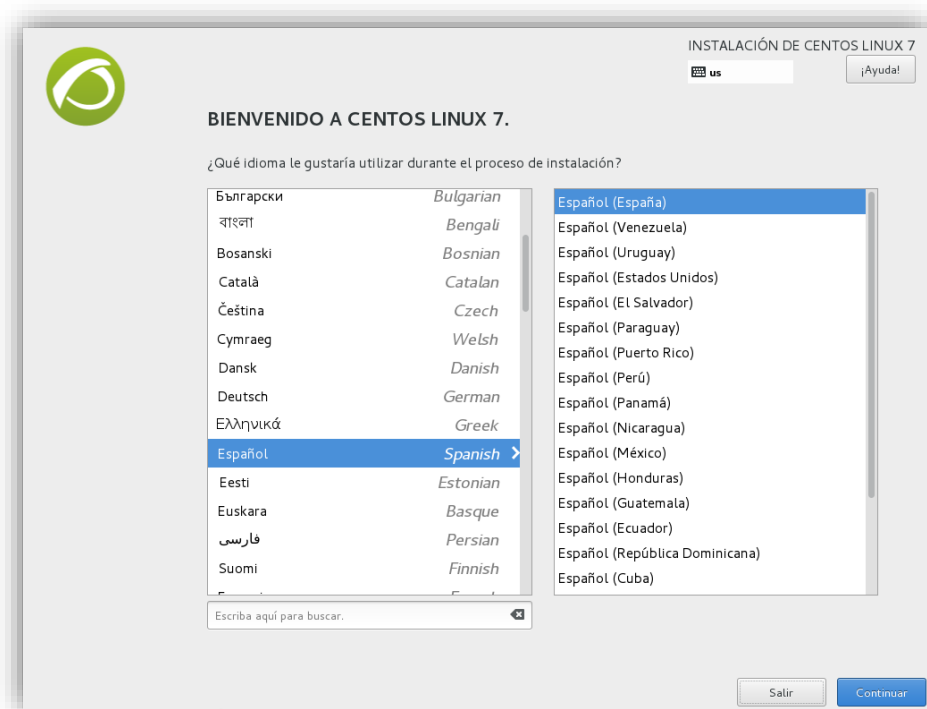 INSTALACIÓN DE CENTOS LINUX 7
us
¡Ayuda!
BIENVENIDO A CENTOS LINUX 7.
¿Qué idioma le gustaría utilizar durante el proceso de instalación?
Български Bulgarian
বাংলা Bengali
Bosanski Bosnian
Català Catalan
Čeština Czech
Cymraeg Welsh
Dansk Danish
Deutsch German
Ελληνικά Greek
Español Spanish
Eesti Estonian
Euskara Basque
فارسی Persian
Suomi Finnish
Escriba aquí para buscar.
Español (España)
Español (Venezuela)
Español (Uruguay)
Español (Estados Unidos)
Español (El Salvador)
Español (Paraguay)
Español (Puerto Rico)
Español (Perú)
Español (Panamá)
Español (Nicaragua)
Español (México)
Español (Honduras)
Español (Guatemala)
Español (Ecuador)
Español (República Dominicana)
Español (Cuba)
Salir
Continuar